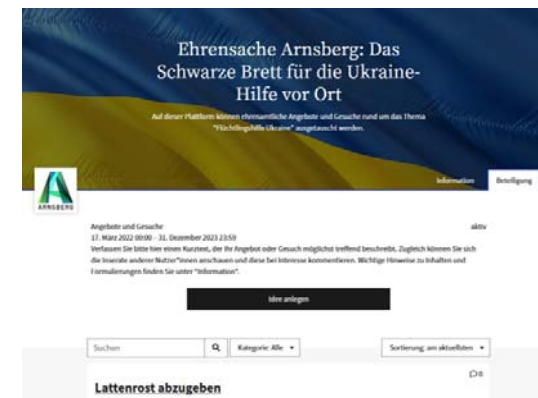 Ehrensache Arnsberg: Das
Schwarze Brett für die Ukraine-
Hilfe vor Ort
Auf dieser Plattform können ehrenamtliche Angebote und Gesuche rund um das Thema
"Flüchtlingshilfe Ukraine" ausgetauscht werden.
Information
Beteiligung
ARNSBERG
Angebote und Gesuche
aktiv
17. März 2022 00:00 - 31. Dezember 2023 23:59
Verfassen Sie bitte hier einen Kurztext, der Ihr Angebot oder Gesuch möglichst treffend beschreibt. Zugleich können Sie sich
die Inserate anderer Nutzer*innen anschauen und diese bei Interesse kommentieren. Wichtige Hinweise zu Inhalten und
Formulierungen finden Sie unter "Information".
Idee anlegen
Suchen
Kategorie: Alle
Sortierung: am aktuellsten
0
Lattenrost abzugeben